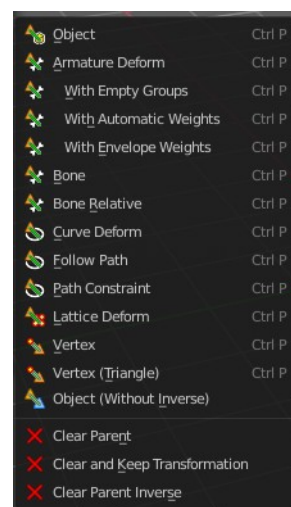 Object Ctrl P
Armature Deform Ctrl P
With Empty Groups Ctrl P
With Automatic Weights Ctrl P
With Envelope Weights Ctrl P
Bone Ctrl P
Bone Relative Ctrl P
Curve Deform Ctrl P
Follow Path Ctrl P
Path Constraint Ctrl P
Lattice Deform Ctrl P
Vertex Ctrl P
Vertex (Triangle) Ctrl P
Object (Without Inverse)
Clear Parent
Clear and Keep Transformation
Clear Parent Inverse